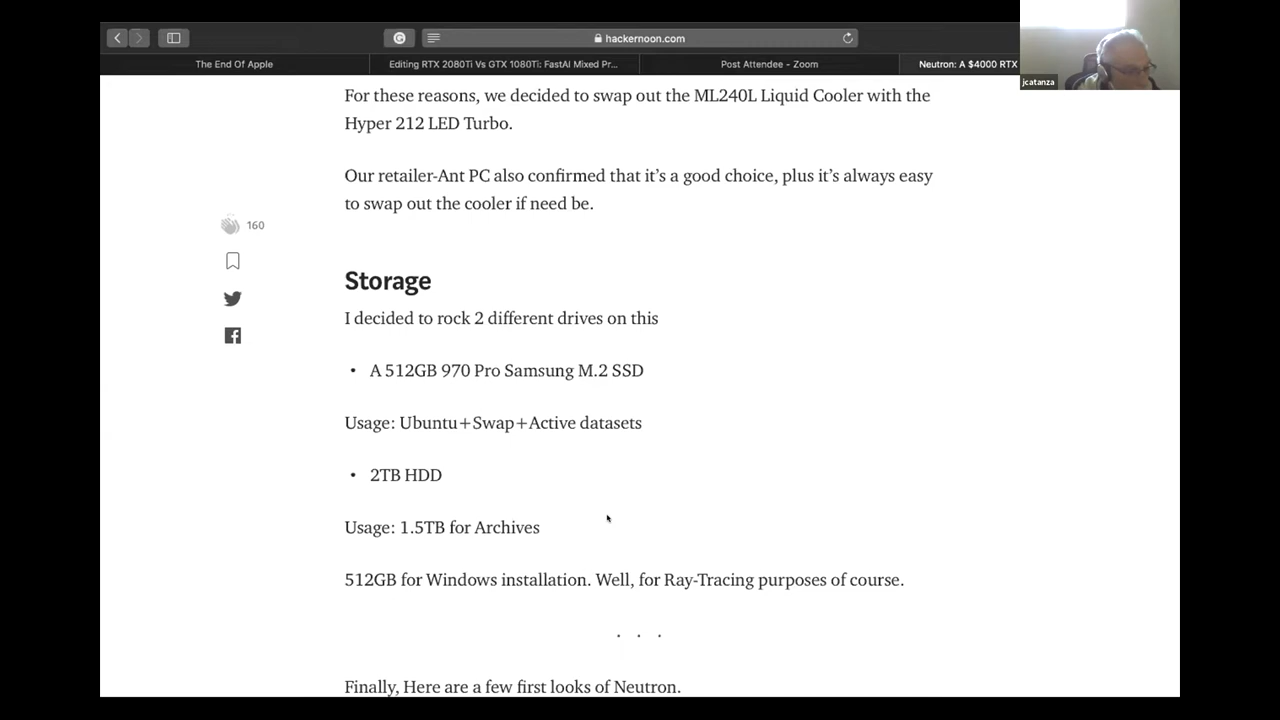 hackernoon.com
The End Of Apple
Editing RTX 2080Ti Vs GTX 1080Ti: FastAI Mixed Pr...
Post Attendee - Zoom
Neutron: A $4000 RTX
jcatanza
For these reasons, we decided to swap out the ML240L Liquid Cooler with the
Hyper 212 LED Turbo.
Our retailer-Ant PC also confirmed that it’s a good choice, plus it’s always easy
to swap out the cooler if need be.
160
Storage
I decided to rock 2 different drives on this
• A 512GB 970 Pro Samsung M.2 SSD
Usage: Ubuntu+Swap+Active datasets
• 2TB HDD
Usage: 1.5TB for Archives
512GB for Windows installation. Well, for Ray-Tracing purposes of course.
. . .
Finally, Here are a few first looks of Neutron.